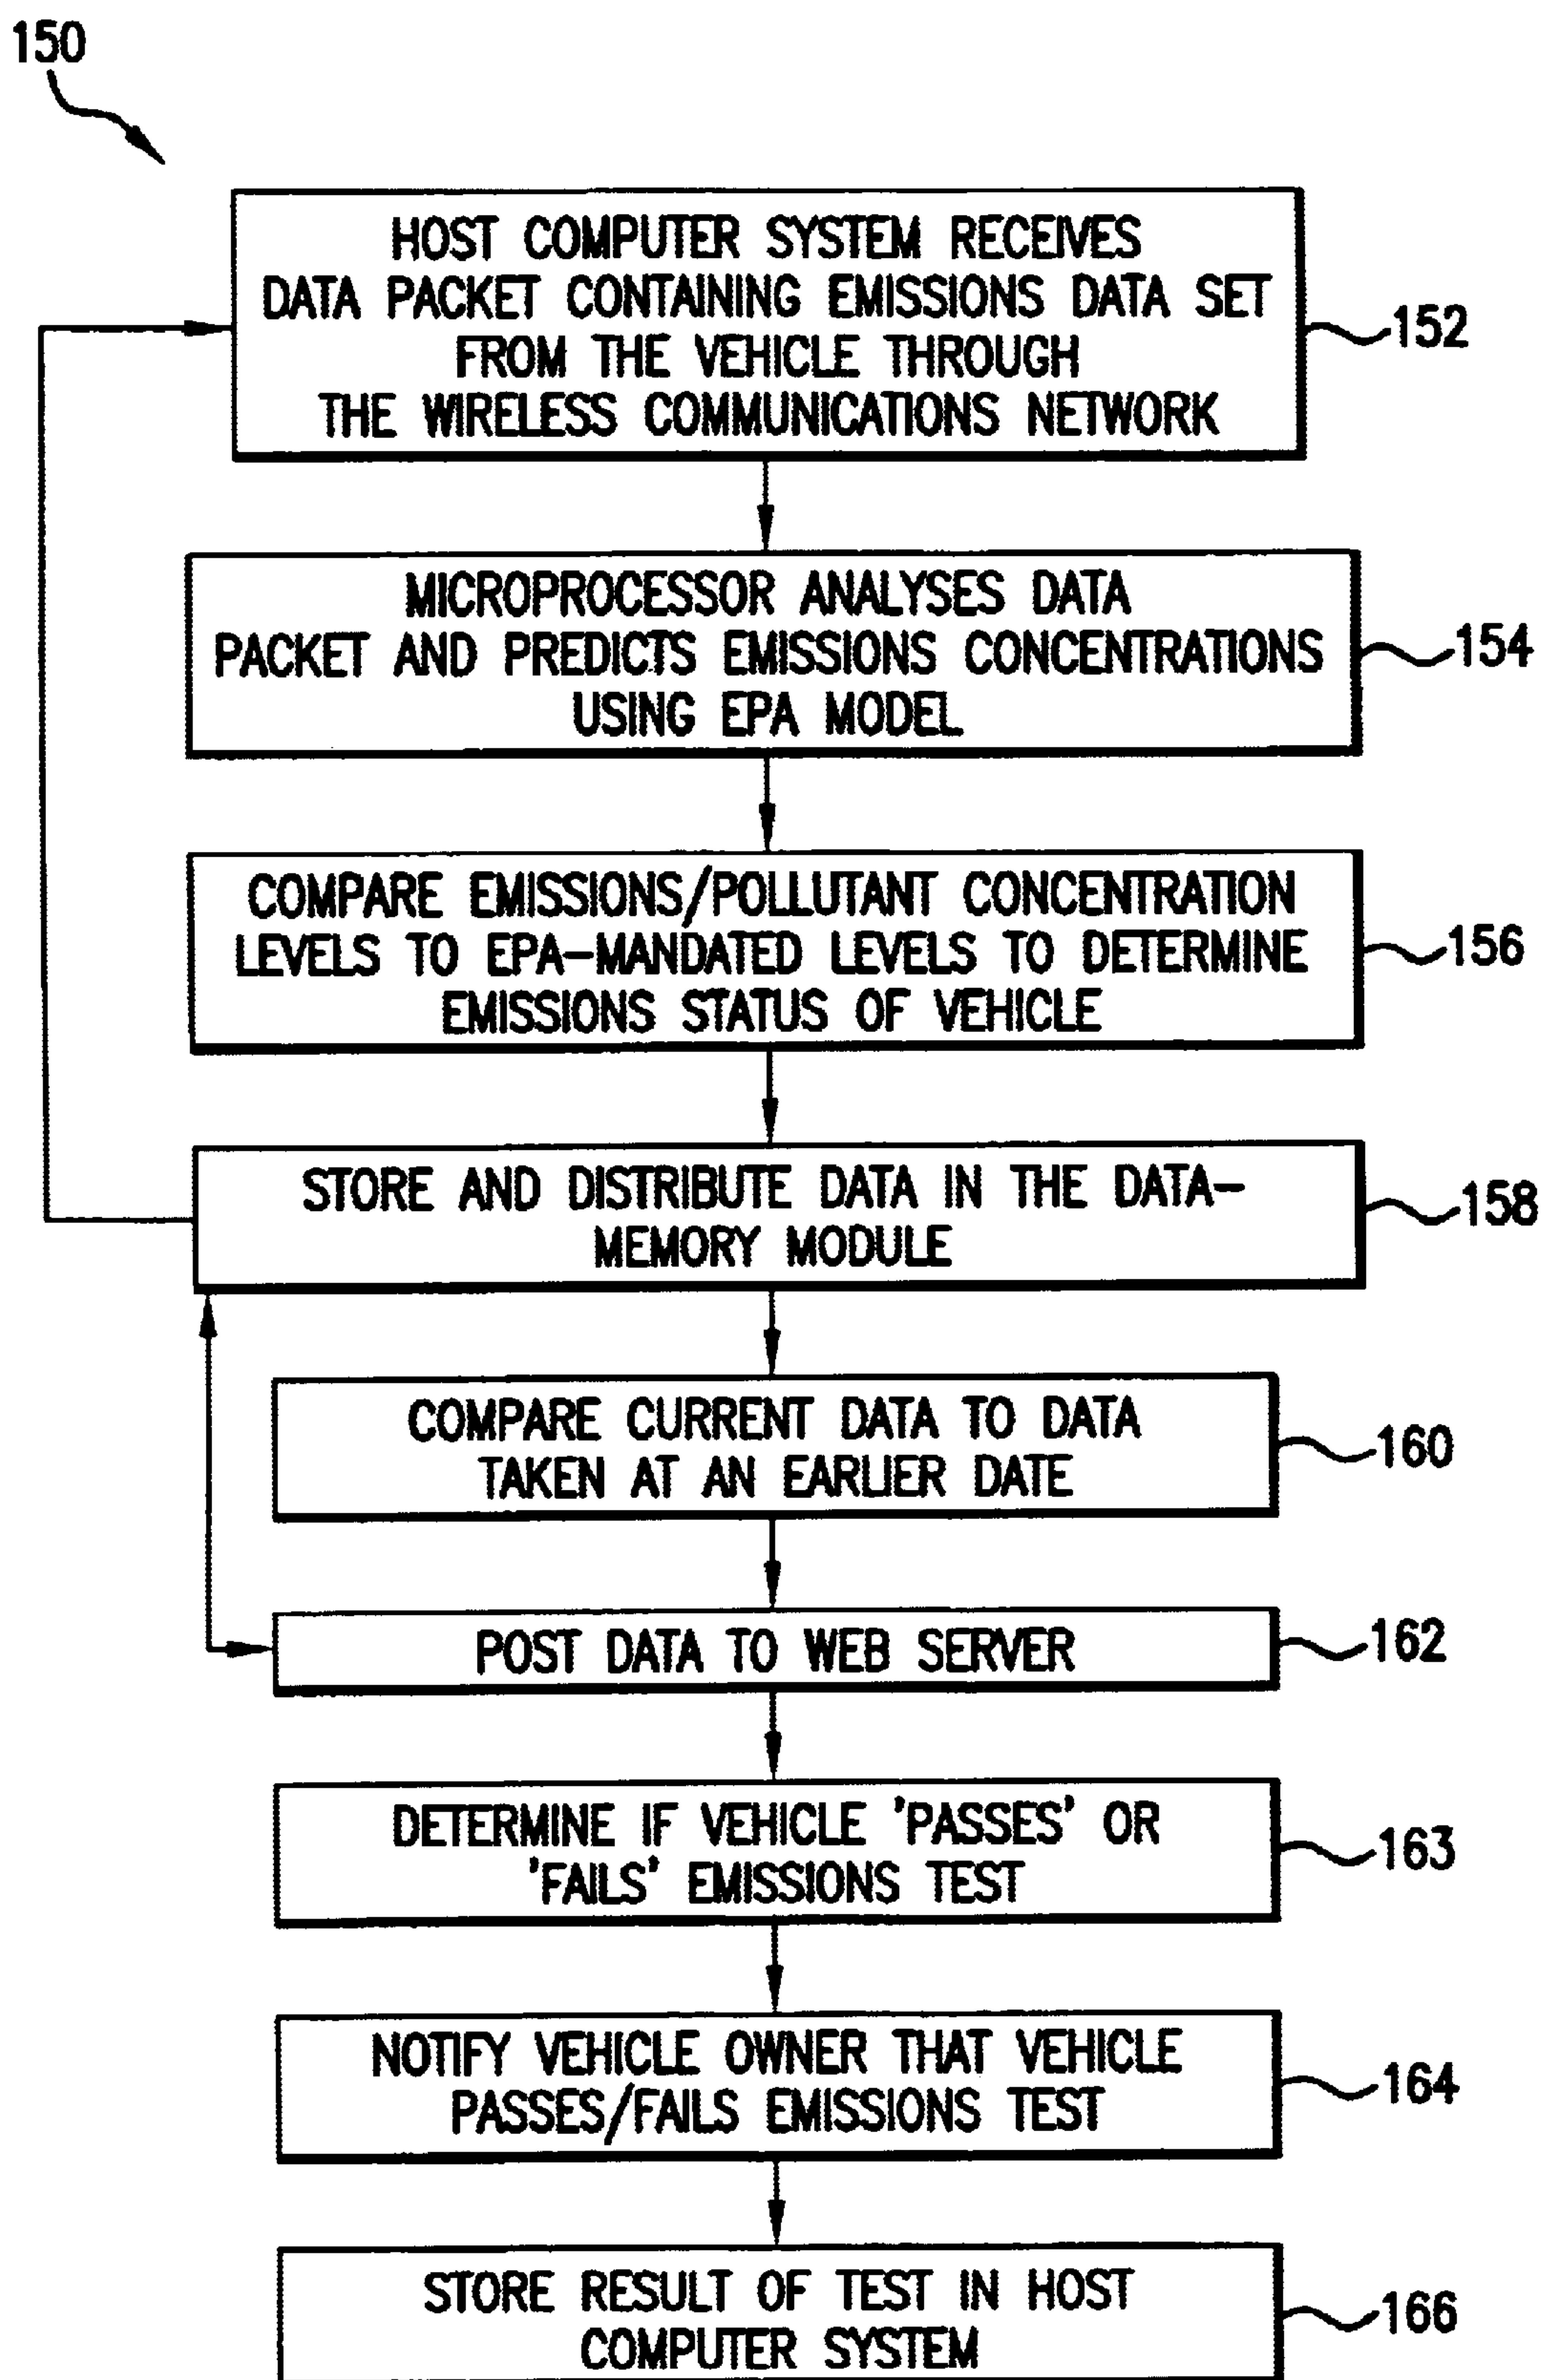 150
HOST COMPUTER SYSTEM RECEIVES
DATA PACKET CONTAINING EMISSIONS DATA SET
FROM THE VEHICLE THROUGH
THE WIRELESS COMMUNICATIONS NETWORK
152
MICROPROCESSOR ANALYSES DATA
PACKET AND PREDICTS EMISSIONS CONCENTRATIONS
USING EPA MODEL
154
COMPARE EMISSIONS/POLLUTANT CONCENTRATION
LEVELS TO EPA-MANDATED LEVELS TO DETERMINE
EMISSIONS STATUS OF VEHICLE
156
STORE AND DISTRIBUTE DATA IN THE DATA-
MEMORY MODULE
158
COMPARE CURRENT DATA TO DATA
TAKEN AT AN EARLIER DATE
160
POST DATA TO WEB SERVER
162
DETERMINE IF VEHICLE 'PASSES' OR
'FAILS' EMISSIONS TEST
163
NOTIFY VEHICLE OWNER THAT VEHICLE
PASSES/FAILS EMISSIONS TEST
164
STORE RESULT OF TEST IN HOST
COMPUTER SYSTEM
166